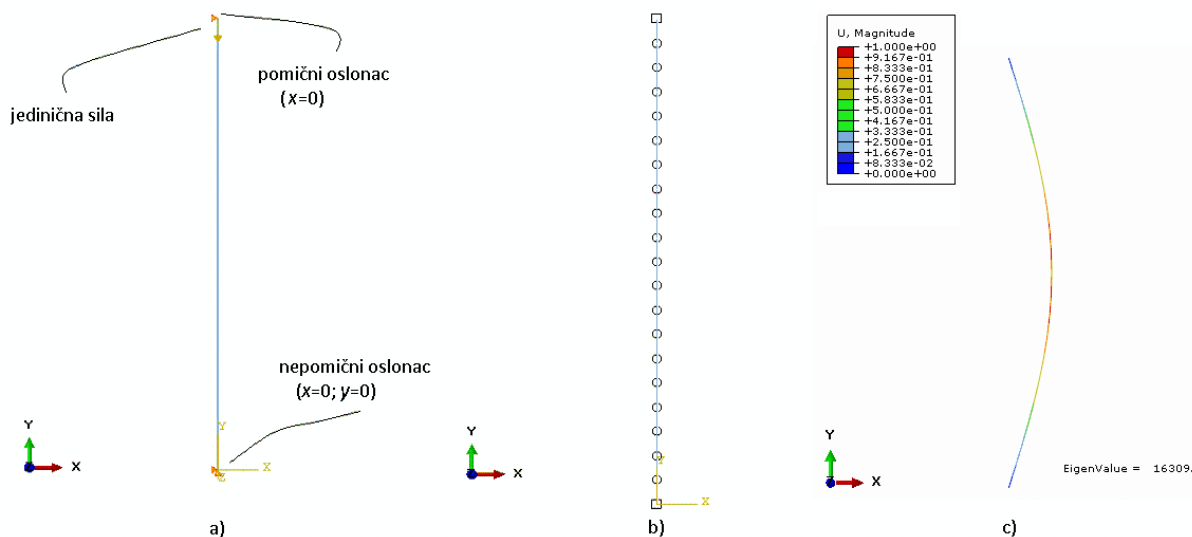 jedinična sila
pomični oslonac
(x=0)
nepomični oslonac
(x=0; y=0)
Y
X
Z
Y
X
a)
Y
X
Y
X
b)
U, Magnitude
+1.000e+00
+9.167e-01
+8.333e-01
+7.500e-01
+6.667e-01
+5.833e-01
+5.000e-01
+4.167e-01
+3.333e-01
+2.500e-01
+1.667e-01
+8.333e-02
+0.000e+00
Y
X
EigenValue = 16309.
c)